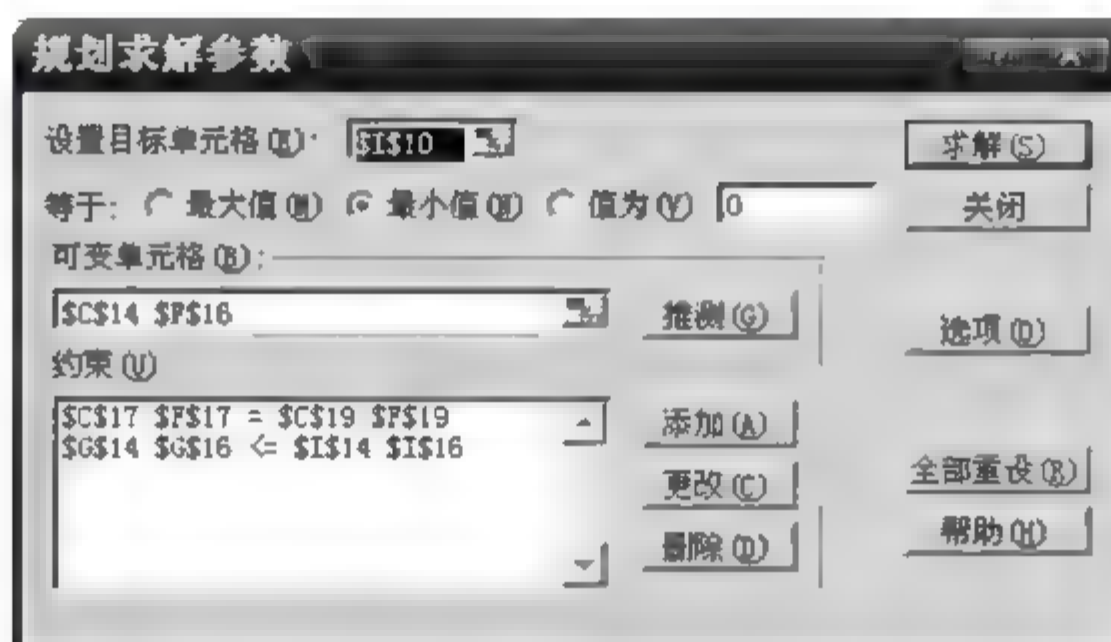 规划求解参数
设置目标单元格(E): $I$10 求解(S)
等于: 最大值(M) 最小值(N) 值为(V) 0 关闭
可变单元格(B):
$C$14 $F$16 推测(G) 选项(O)
约束(U)
$C$17 $F$17 = $C$19 $F$19 添加(A)
$G$14 $G$16 <= $I$14 $I$16
更改(C) 全部重设(R)
删除(D) 帮助(H)